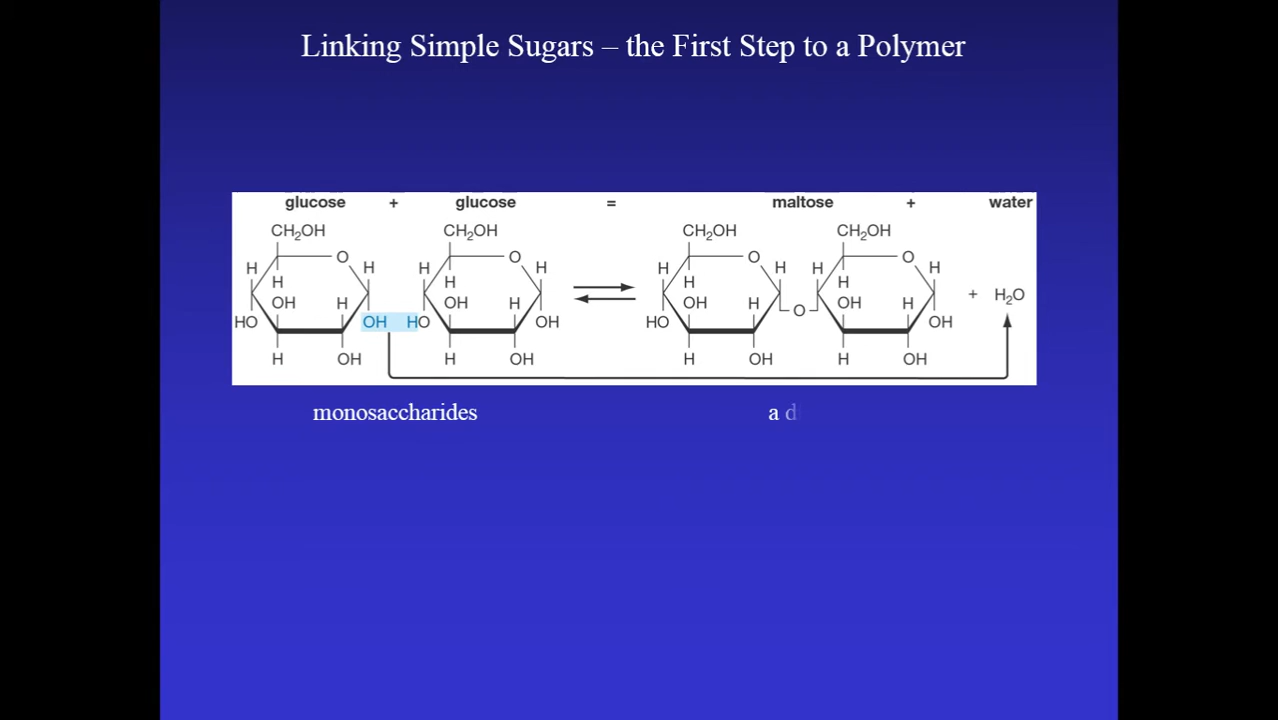 Linking Simple Sugars – the First Step to a Polymer
glucose + glucose = maltose + water
CH₂OH CH₂OH CH₂OH CH₂OH
O O O O
H H H H H H H H
H H H H
OH H OH H OH H OH H + H₂O
O
HO OH HO OH HO OH
H OH H OH H OH H OH
monosaccharides a d